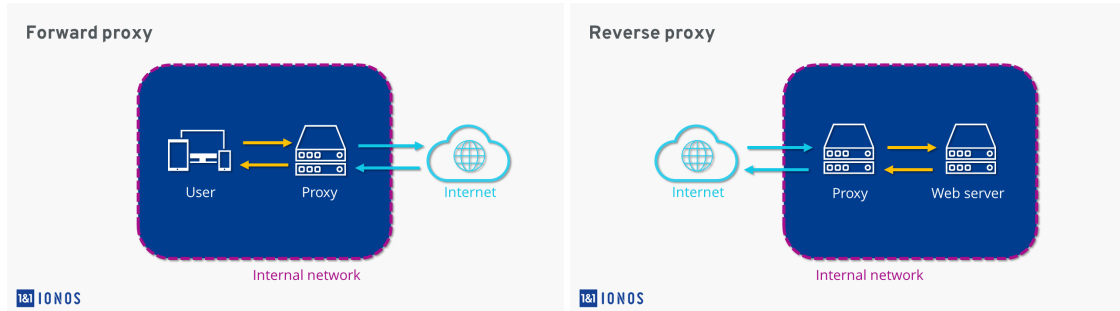 Forward proxy
User
Proxy
Internet
Internal network
1&1 IONOS
Reverse proxy
Internet
Proxy
Web server
Internal network
1&1 IONOS